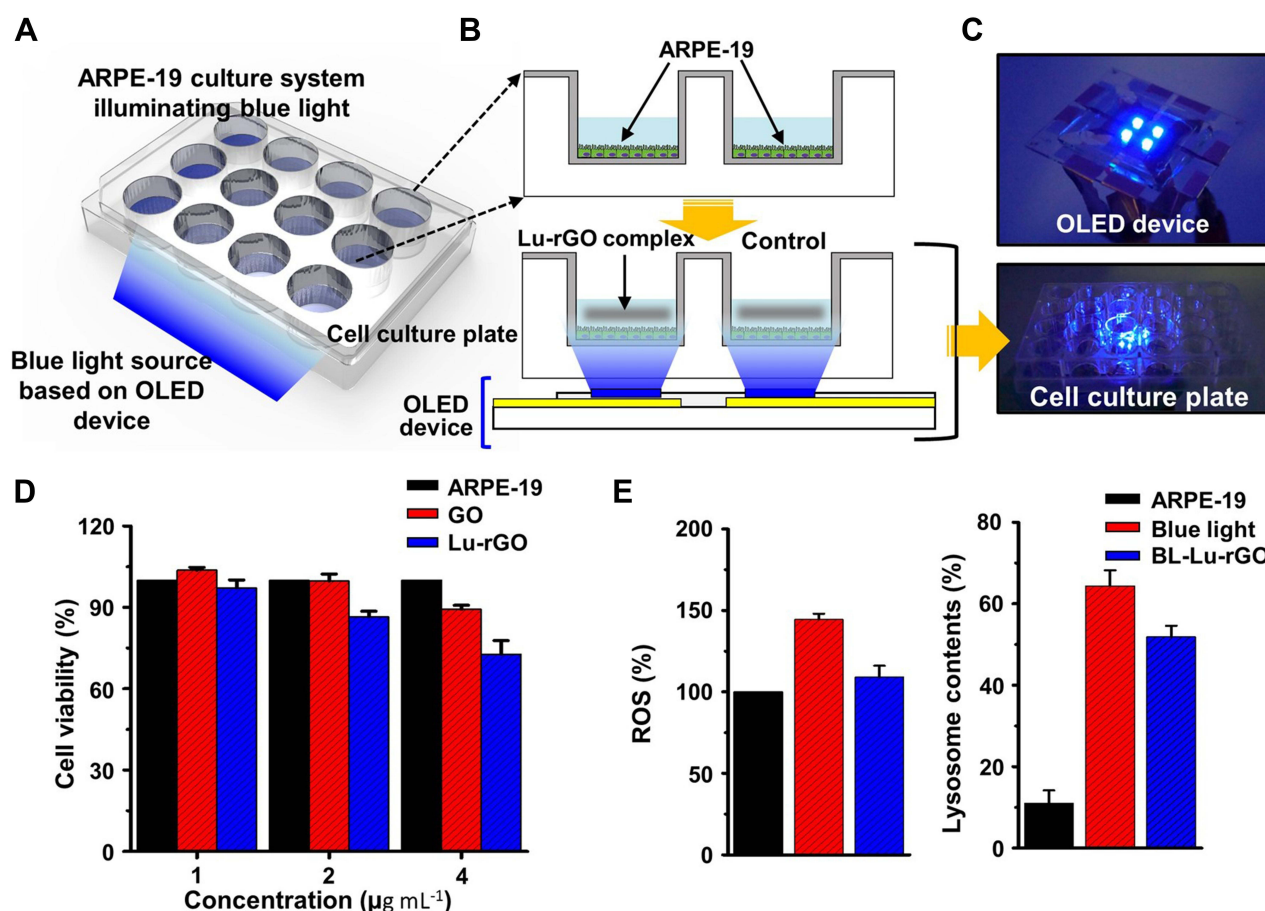 A
ARPE-19 culture system
illuminating blue light
Cell culture plate
Blue light source
based on OLED
device
B
ARPE-19
Lu-rGO complex
Control
OLED
device
C
OLED device
Cell culture plate
D
ARPE-19
GO
Lu-rGO
120
90
60
30
0
Cell viability (%)
1 2 4
Concentration (µg mL-1)
E
200
150
100
50
0
ROS (%)
ARPE-19
Blue light
BL-Lu-rGO
80
60
40
20
0
Lysosome contents (%)